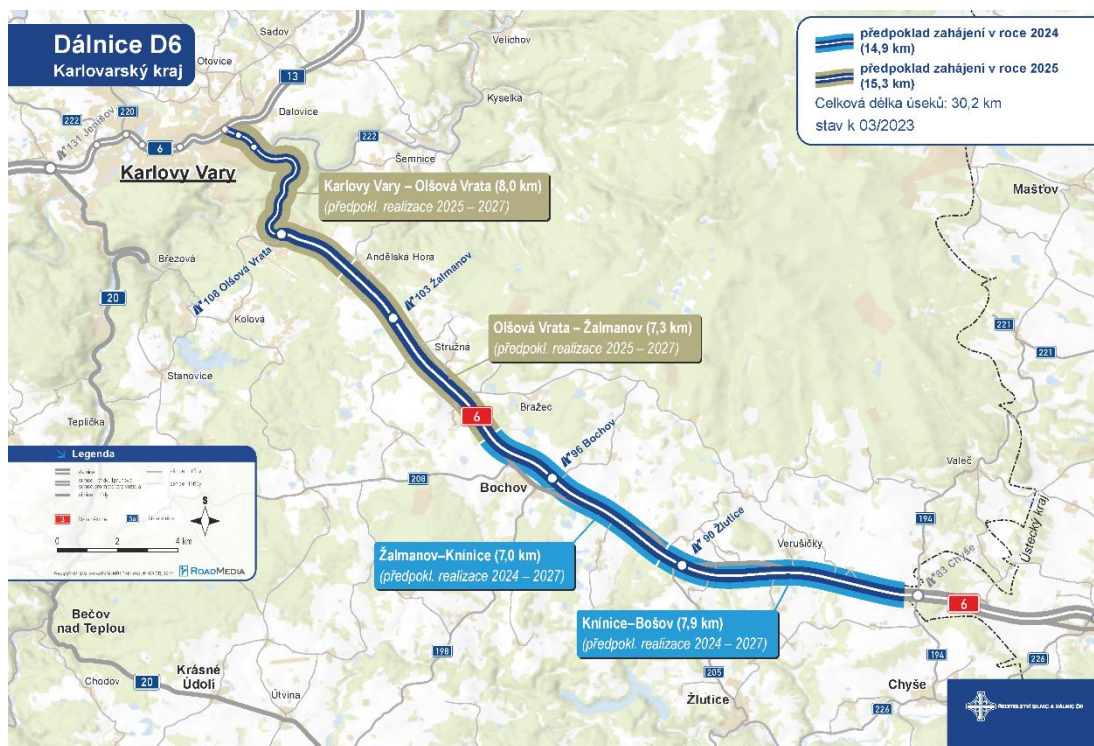 Dálnice D6
Karlovarský kraj
předpoklad zahájení v roce 2024
(14,9 km)
předpoklad zahájení v roce 2025
(15,3 km)
Celková délka úseků: 30,2 km
stav k 03/2023
Sadov
Otovice
Velichov
13
Dalovice
Kyselka
220
222
131 Jenišov
6
222
Šemnice
Karlovy Vary
Karlovy Vary – Olšová Vrata (8,0 km)
(předpokl. realizace 2025 – 2027)
Mašťov
Březová
108 Olšová Vrata
Andělská Hora
103 Žalmanov
20
Kolová
Olšová Vrata – Žalmanov (7,3 km)
(předpokl. realizace 2025 – 2027)
221
221
Stružná
Stanovice
Bražec
6
Teplička
96 Bochov
Legenda
208
Bochov
Valeč
Ústecký kraj
S
194
90 Žlutice
Verušičky
0 2 4 km
Žalmanov–Knínice (7,0 km)
(předpokl. realizace 2024 – 2027)
83 Chyše
ROADMEDIA
6
Knínice–Bošov (7,9 km)
(předpokl. realizace 2024 – 2027)
Bečov
nad Teplou
198
194
226
Krásné
Údolí
205
Chodov
20
Útvina
Žlutice
Chyše
226
ŘEDITELSTVÍ SILNIC A DÁLNIC ČR